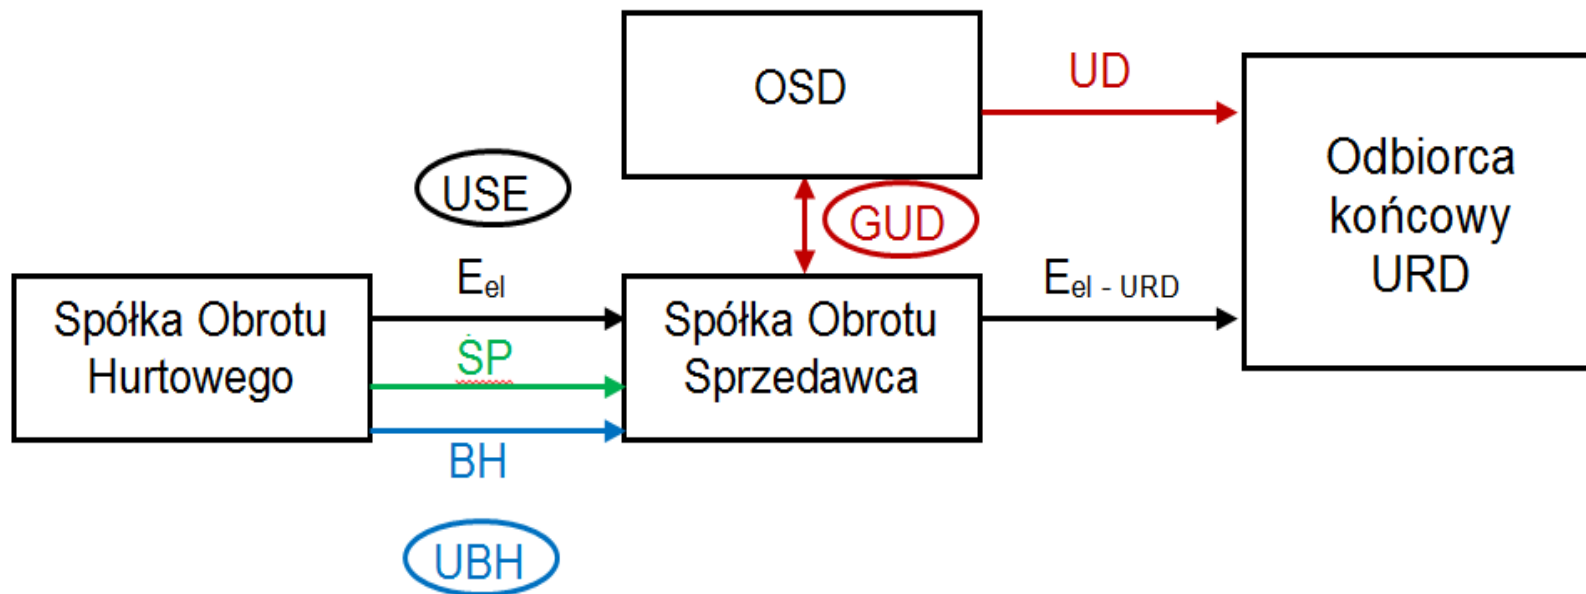 OSD
UD
Odbiorca
końcowy
URD
USE
GUD
Eel
Eel - URD
Spółka Obrotu
Hurtowego
ŚP
Spółka Obrotu
Sprzedawca
BH
UBH